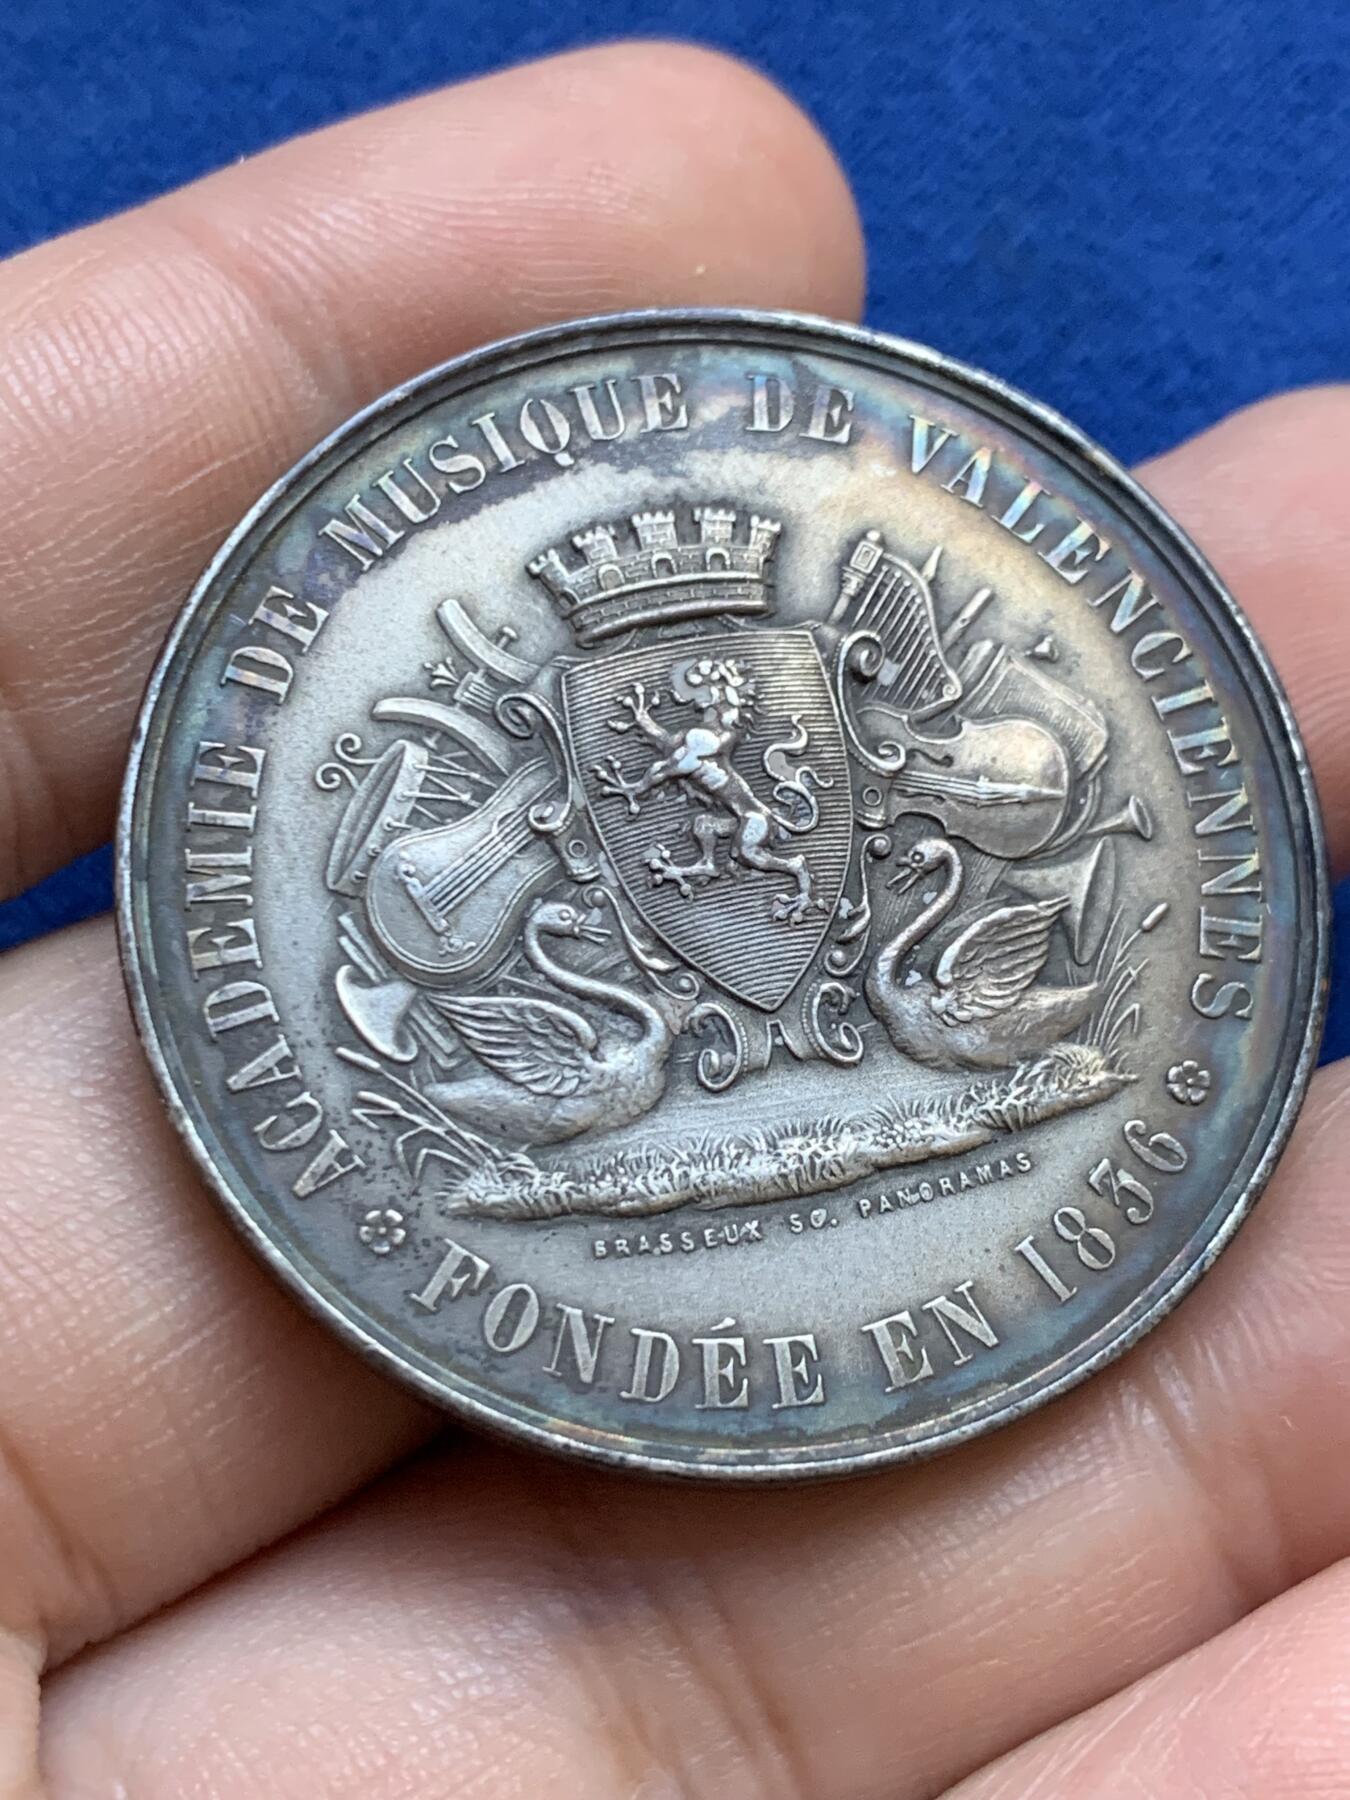 ACADEMIE DE MUSIQUE DE VALENCIENNES
BRASSEUX SC. PANORAMAS
FONDÉE EN 1836